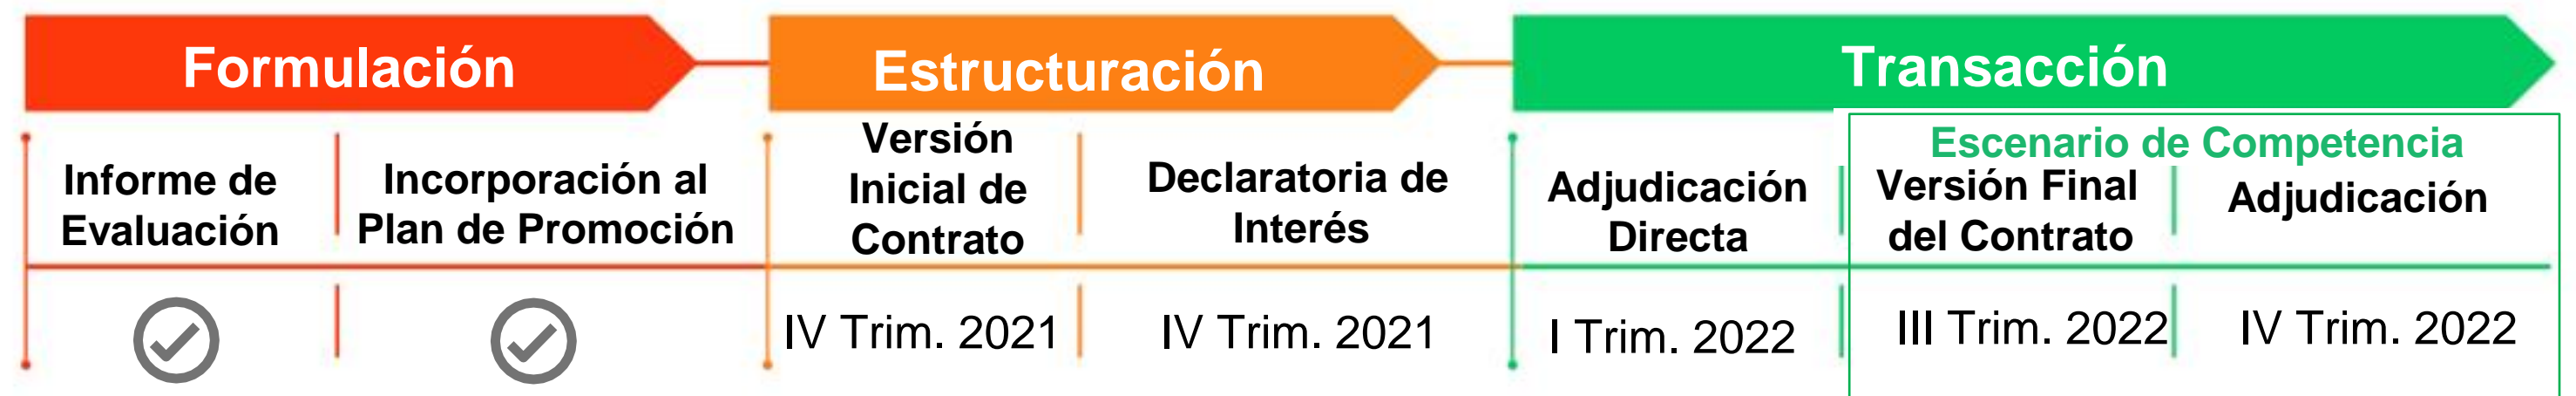 Formulación
Estructuración
Transacción
Informe de
Evaluación
Incorporación al
Plan de Promoción
Versión
Inicial de
Contrato
Declaratoria de
Interés
Adjudicación
Directa
Escenario de Competencia
Versión Final
del Contrato
Adjudicación
IV Trim. 2021
IV Trim. 2021
I Trim. 2022
III Trim. 2022
IV Trim. 2022